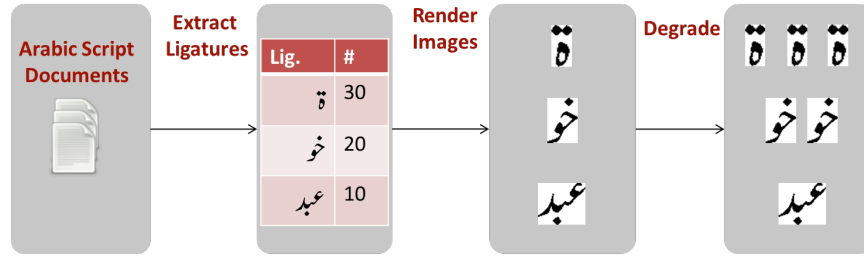 Arabic Script
Documents
Extract
Ligatures
Lig. #
ة 30
خو 20
عبد 10
Render
Images
ة
خو
عبد
Degrade
ة ة ة
خو خو
عبد